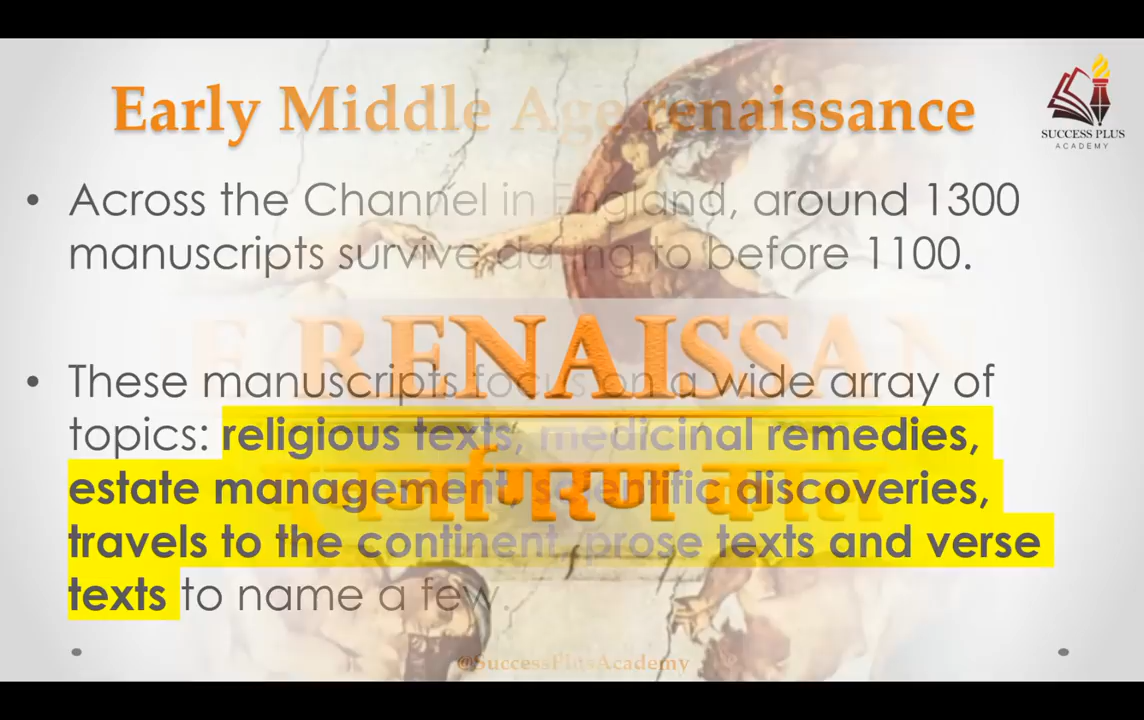 Early Middle Age renaissance
SUCCESS PLUS
ACADEMY
• Across the Channel in England, around 1300
manuscripts survive dating to before 1100.
E RENAISSAN
• These manuscripts focus on a wide array of
topics: religious texts, medicinal remedies,
पुनर्जागरण काल
estate management, scientific discoveries,
travels to the continent, prose texts and verse
texts to name a few.
@SuccessPlusAcademy